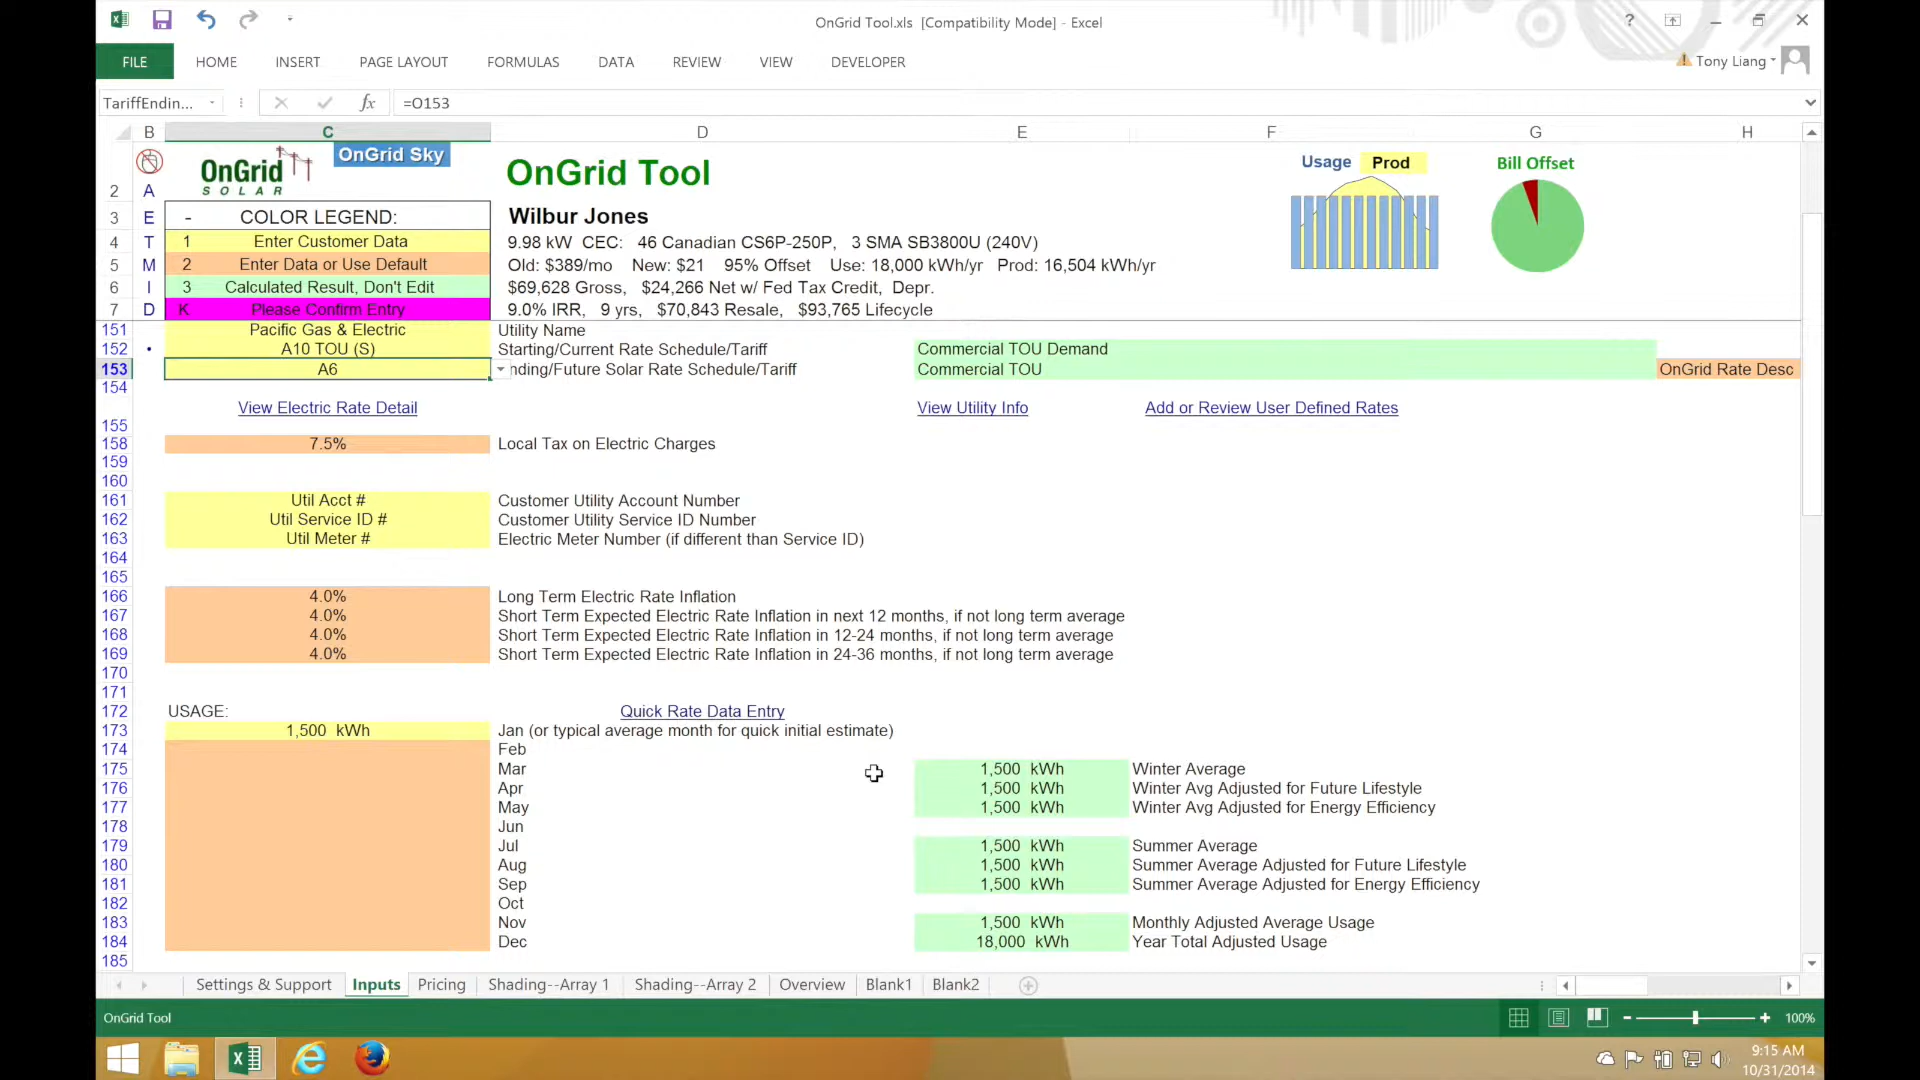 OnGrid Tool.xls [Compatibility Mode] - Excel
?
FILE HOME INSERT PAGE LAYOUT FORMULAS DATA REVIEW VIEW DEVELOPER
Tony Liang
TariffEndin... fx =O153
B C D E F G H
OnGrid SOLAR
OnGrid Sky
OnGrid Tool
Usage Prod
Bill Offset
2 A
3 E - COLOR LEGEND: Wilbur Jones
4 T 1 Enter Customer Data 9.98 kW CEC: 46 Canadian CS6P-250P, 3 SMA SB3800U (240V)
5 M 2 Enter Data or Use Default Old: $389/mo New: $21 95% Offset Use: 18,000 kWh/yr Prod: 16,504 kWh/yr
6 I 3 Calculated Result, Don't Edit $69,628 Gross, $24,266 Net w/ Fed Tax Credit, Depr.
7 D K Please Confirm Entry 9.0% IRR, 9 yrs, $70,843 Resale, $93,765 Lifecycle
151 Pacific Gas & Electric Utility Name
152 • A10 TOU (S) Starting/Current Rate Schedule/Tariff Commercial TOU Demand
153 A6 nding/Future Solar Rate Schedule/Tariff Commercial TOU OnGrid Rate Desc
154
155 View Electric Rate Detail View Utility Info Add or Review User Defined Rates
158 7.5% Local Tax on Electric Charges
159
160
161 Util Acct # Customer Utility Account Number
162 Util Service ID # Customer Utility Service ID Number
163 Util Meter # Electric Meter Number (if different than Service ID)
164
165
166 4.0% Long Term Electric Rate Inflation
167 4.0% Short Term Expected Electric Rate Inflation in next 12 months, if not long term average
168 4.0% Short Term Expected Electric Rate Inflation in 12-24 months, if not long term average
169 4.0% Short Term Expected Electric Rate Inflation in 24-36 months, if not long term average
170
171
172 USAGE: Quick Rate Data Entry
173 1,500 kWh Jan (or typical average month for quick initial estimate)
174 Feb
175 Mar 1,500 kWh Winter Average
176 Apr 1,500 kWh Winter Avg Adjusted for Future Lifestyle
177 May 1,500 kWh Winter Avg Adjusted for Energy Efficiency
178 Jun
179 Jul 1,500 kWh Summer Average
180 Aug 1,500 kWh Summer Average Adjusted for Future Lifestyle
181 Sep 1,500 kWh Summer Average Adjusted for Energy Efficiency
182 Oct
183 Nov 1,500 kWh Monthly Adjusted Average Usage
184 Dec 18,000 kWh Year Total Adjusted Usage
185
Settings & Support Inputs Pricing Shading--Array 1 Shading--Array 2 Overview Blank1 Blank2
OnGrid Tool 100%
9:15 AM
10/31/2014